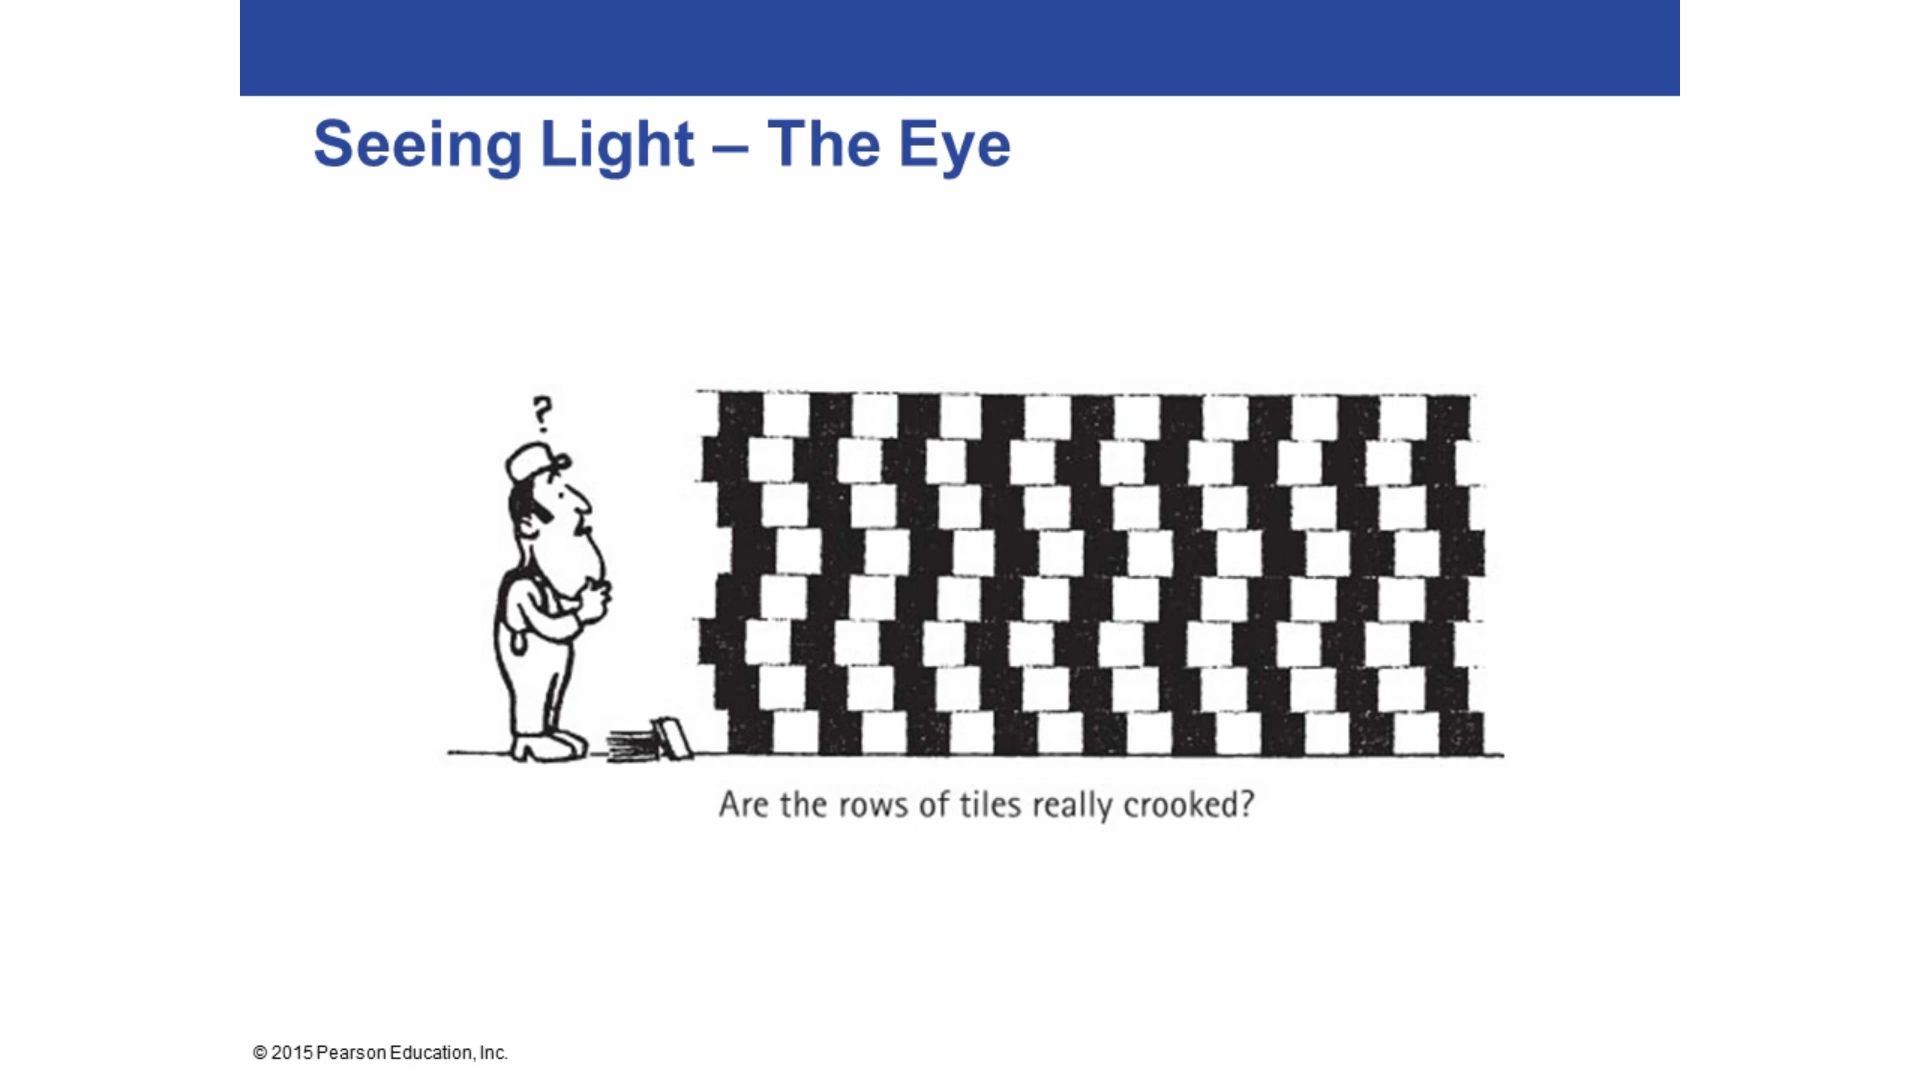 Seeing Light – The Eye
?
Are the rows of tiles really crooked?
© 2015 Pearson Education, Inc.